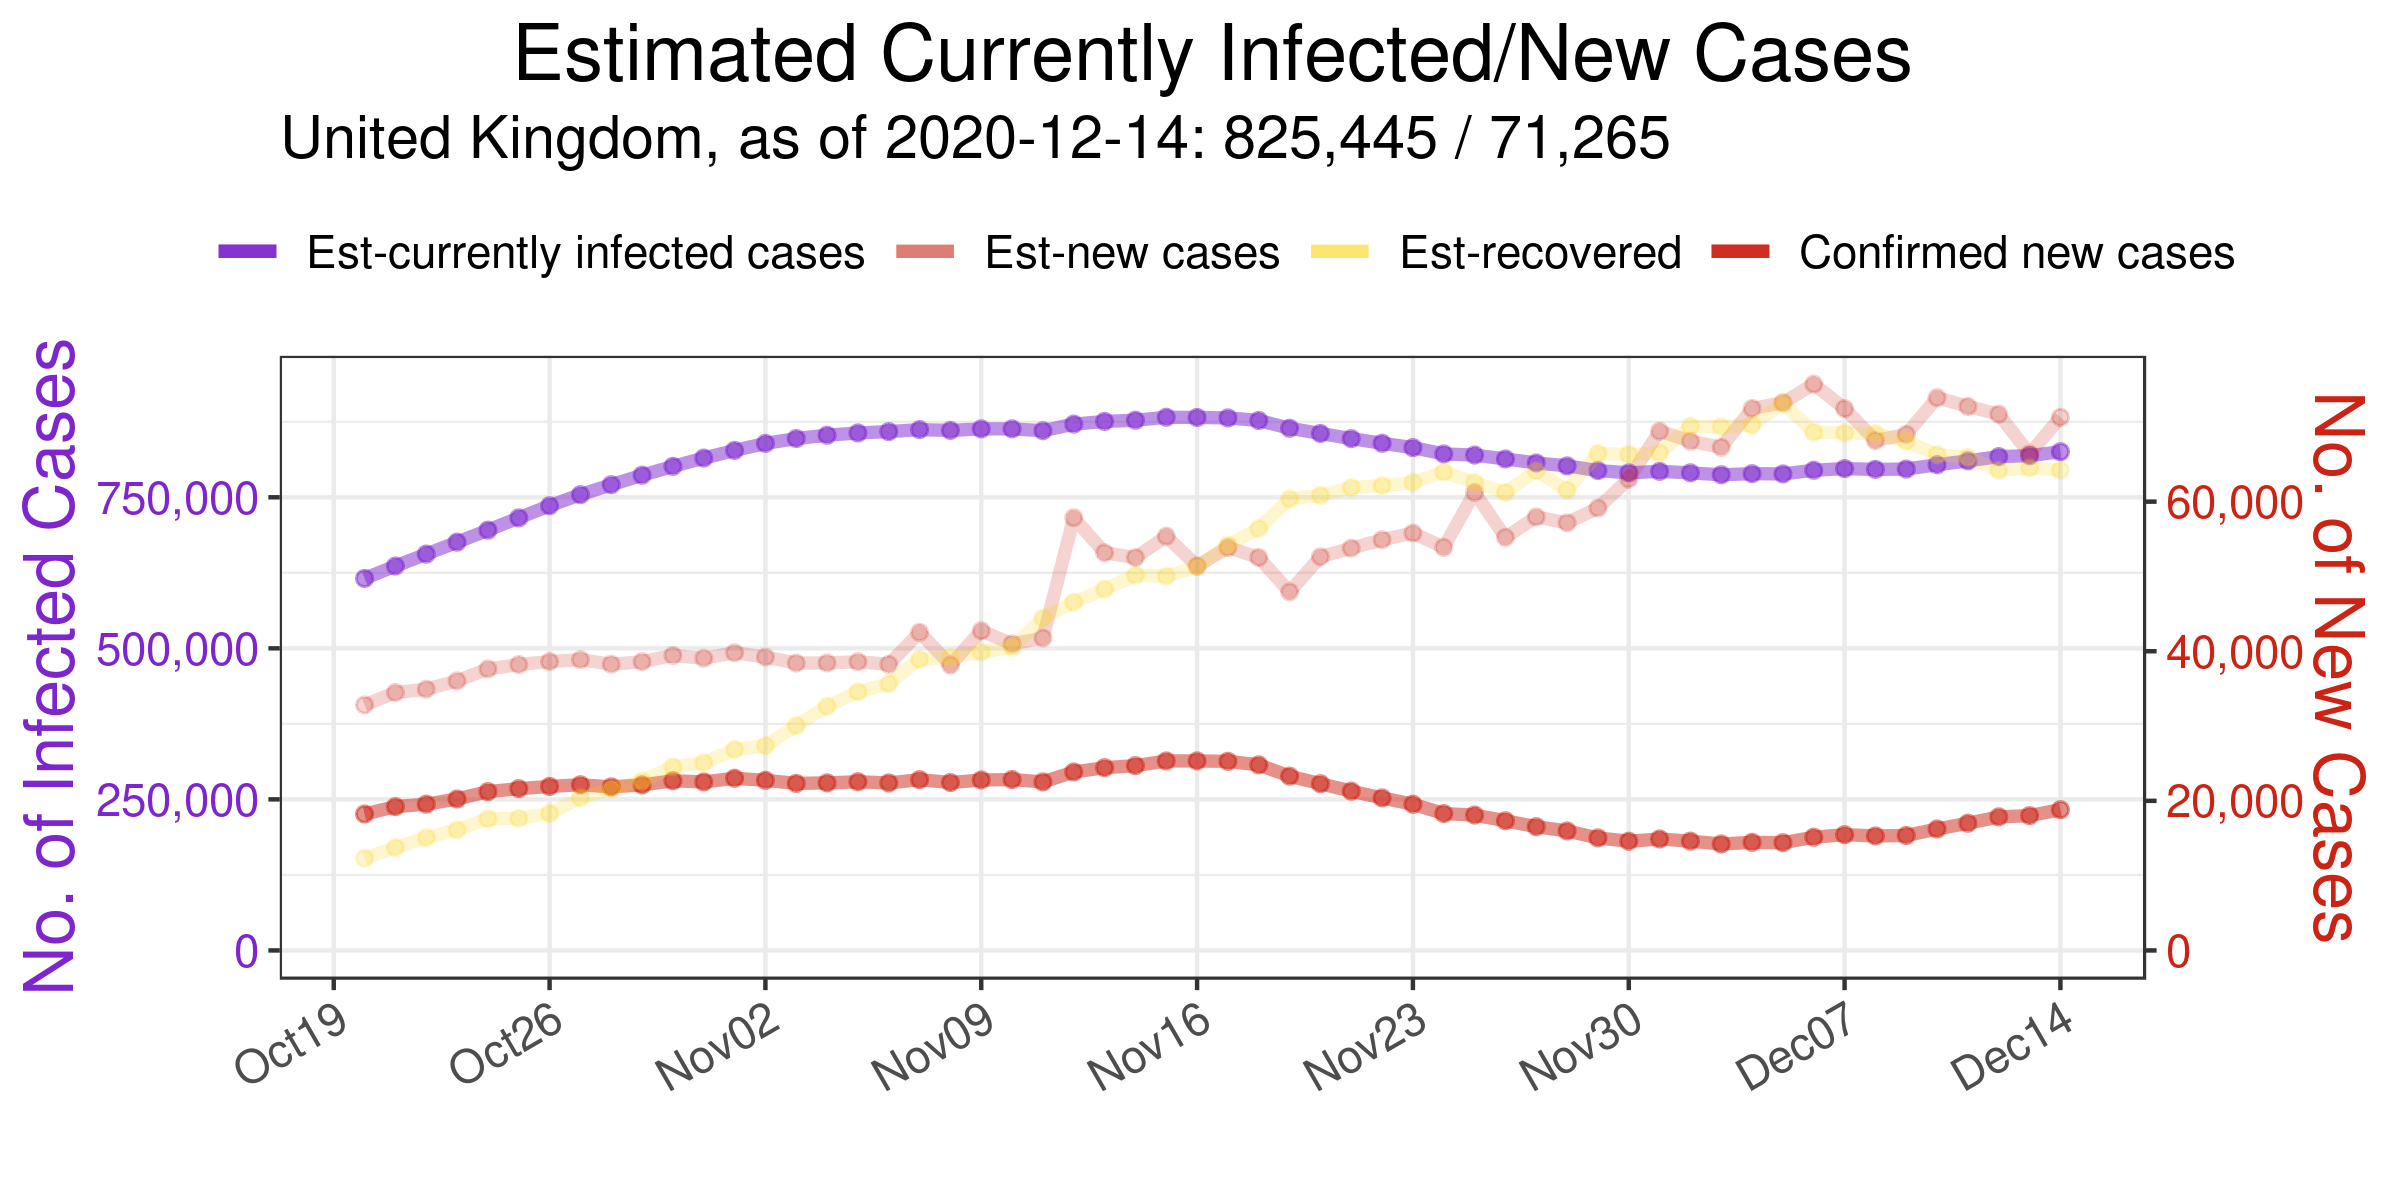 Estimated Currently Infected/New Cases
United Kingdom, as of 2020-12-14: 825,445 / 71,265
Est-currently infected cases Est-new cases Est-recovered Confirmed new cases
No. of Infected Cases
750,000
500,000
250,000
0
60,000
40,000
20,000
0
No. of New Cases
Oct19 Oct26 Nov02 Nov09 Nov16 Nov23 Nov30 Dec07 Dec14